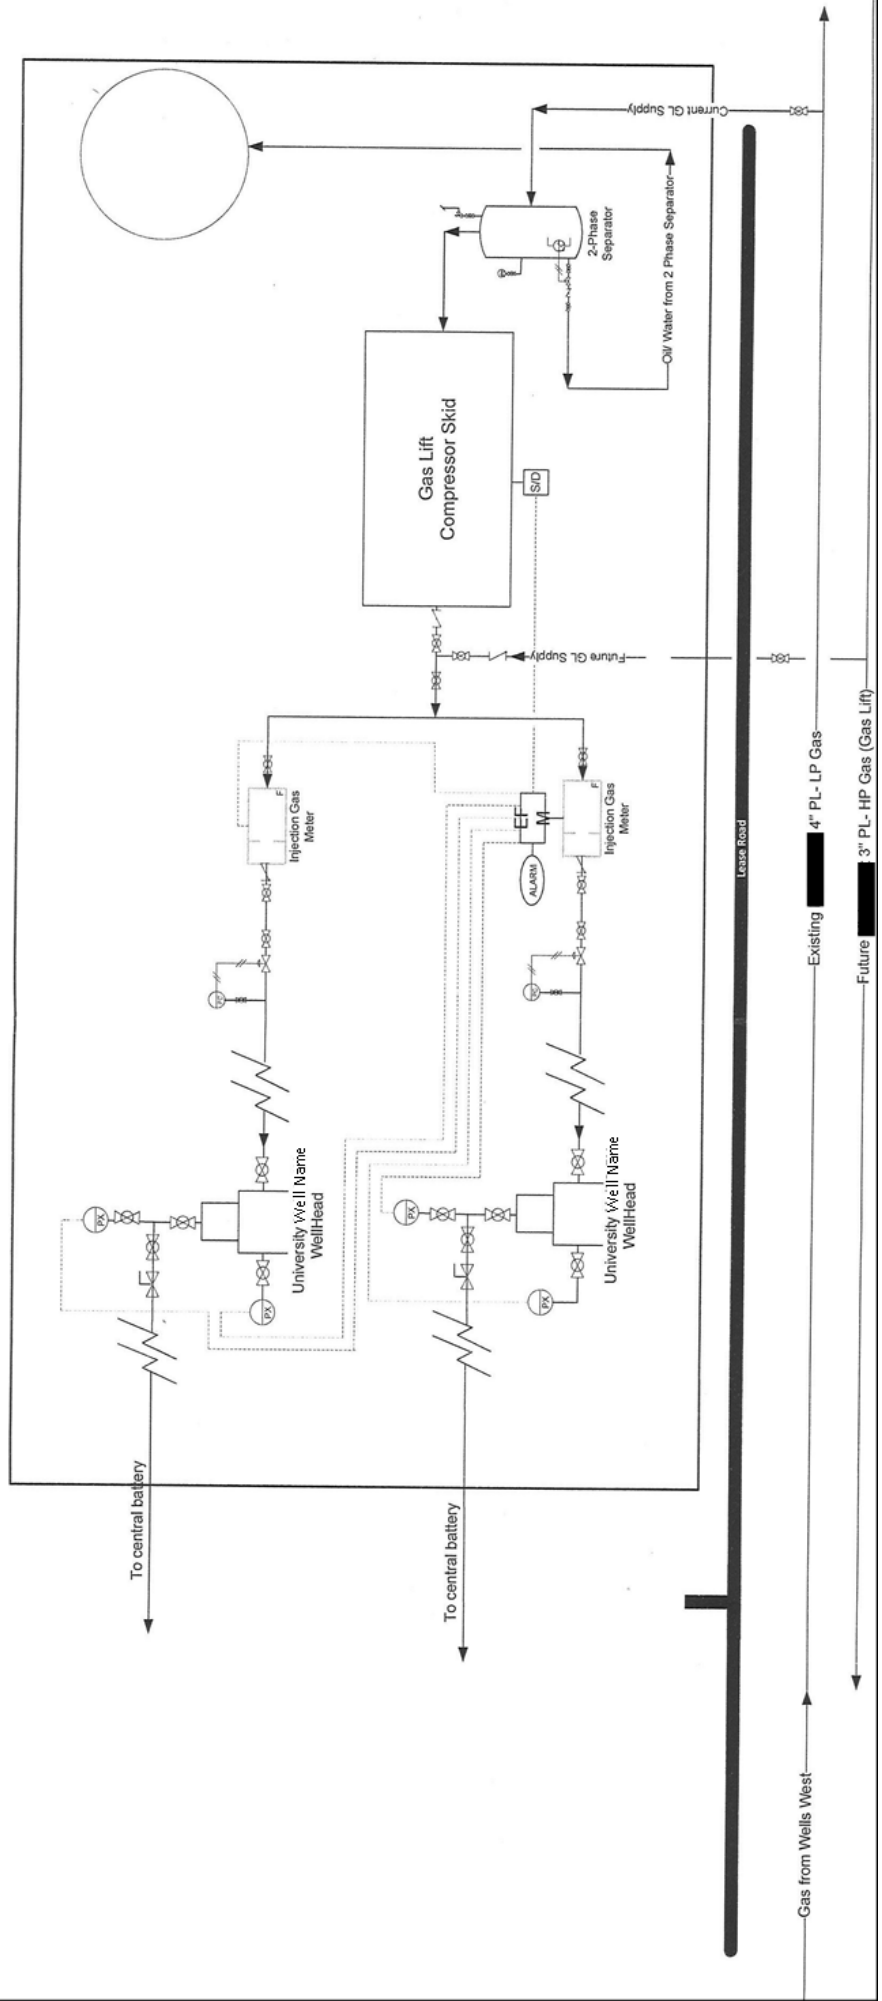 Current GL Supply
2-Phase
Separator
Oil/ Water from 2 Phase Separator
Gas Lift
Compressor Skid
S/D
Future GL Supply
F
Injection Gas
Meter
EF
M
ALARM
F
Injection Gas
Meter
PC
PC
University Well Name
WellHead
PX
PX
University Well Name
WellHead
PX
PX
To central battery
To central battery
Lease Road
Existing 4" PL- LP Gas
Future 3" PL- HP Gas (Gas Lift)
Gas from Wells West